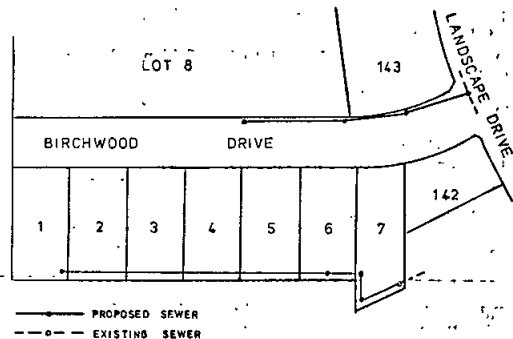 LOT 8
143
LANDSCAPE DRIVE
BIRCHWOOD DRIVE
142
1 2 3 4 5 6 7
PROPOSED SEWER
EXISTING SEWER